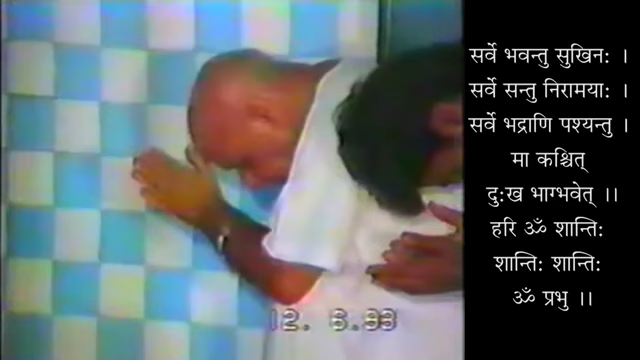 सर्वे भवन्तु सुखिनः ।
सर्वे सन्तु निरामयाः ।
सर्वे भद्राणि पश्यन्तु ।
मा कश्चित्
दुःख भाग्भवेत् ।।
हरि ॐ शान्तिः
शान्तिः शान्तिः
ॐ प्रभु ।।
12. 6.93